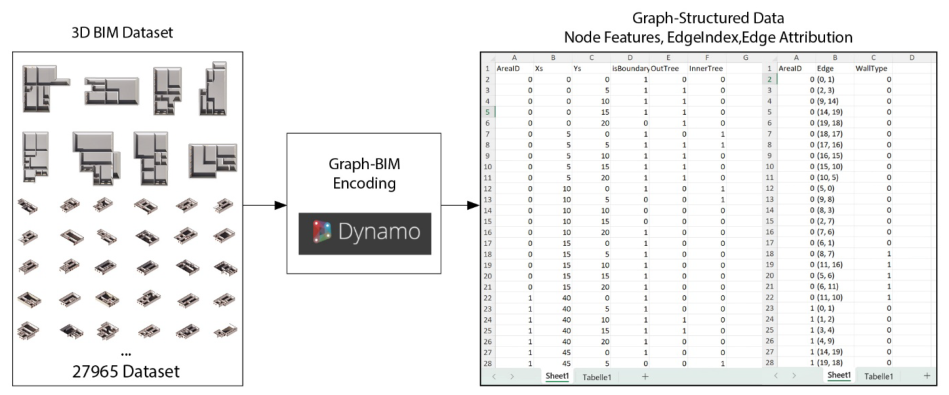 3D BIM Dataset
...
27965 Dataset
Graph-BIM
Encoding
Dynamo
Graph-Structured Data
Node Features, EdgeIndex,Edge Attribution
A B C D E F G
1 AreaID Xs Ys isBoundary OutTree InnerTree
2 0 0 0 1 1 0
3 0 0 5 1 1 0
4 0 0 10 1 1 0
5 0 0 15 1 1 0
6 0 0 20 0 1 0
7 0 5 0 1 0 1
8 0 5 5 1 1 1
9 0 5 10 1 1 0
10 0 5 15 1 1 0
11 0 5 20 1 1 0
12 0 10 0 1 0 1
13 0 10 5 0 0 1
14 0 10 10 0 0 0
15 0 10 15 0 0 0
16 0 10 20 1 0 0
17 0 15 0 1 0 0
18 0 15 5 1 0 0
19 0 15 10 1 0 0
20 0 15 15 1 0 0
21 0 15 20 1 0 0
22 1 40 0 1 0 0
23 1 40 5 1 0 0
24 1 40 10 1 1 0
25 1 40 15 1 1 0
26 1 40 20 0 1 0
27 1 45 0 1 0 0
28 1 45 5 0 0 1
< > Sheet1 Tabelle1 +
A B C D
1 AreaID Edge WallType
2 0 (0, 1) 0
3 0 (2, 3) 0
4 0 (9, 14) 0
5 0 (14, 19) 0
6 0 (19, 18) 0
7 0 (18, 17) 0
8 0 (17, 16) 0
9 0 (16, 15) 0
10 0 (15, 10) 0
11 0 (10, 5) 0
12 0 (5, 0) 0
13 0 (9, 8) 0
14 0 (8, 3) 0
15 0 (2, 7) 0
16 0 (7, 6) 0
17 0 (6, 1) 0
18 0 (8, 7) 1
19 0 (11, 16) 1
20 0 (5, 6) 1
21 0 (6, 11) 1
22 0 (11, 10) 1
23 1 (0, 1) 0
24 1 (1, 2) 0
25 1 (3, 4) 0
26 1 (4, 9) 0
27 1 (14, 19) 0
28 1 (19, 18) 0
< > Sheet1 Tabelle1 +